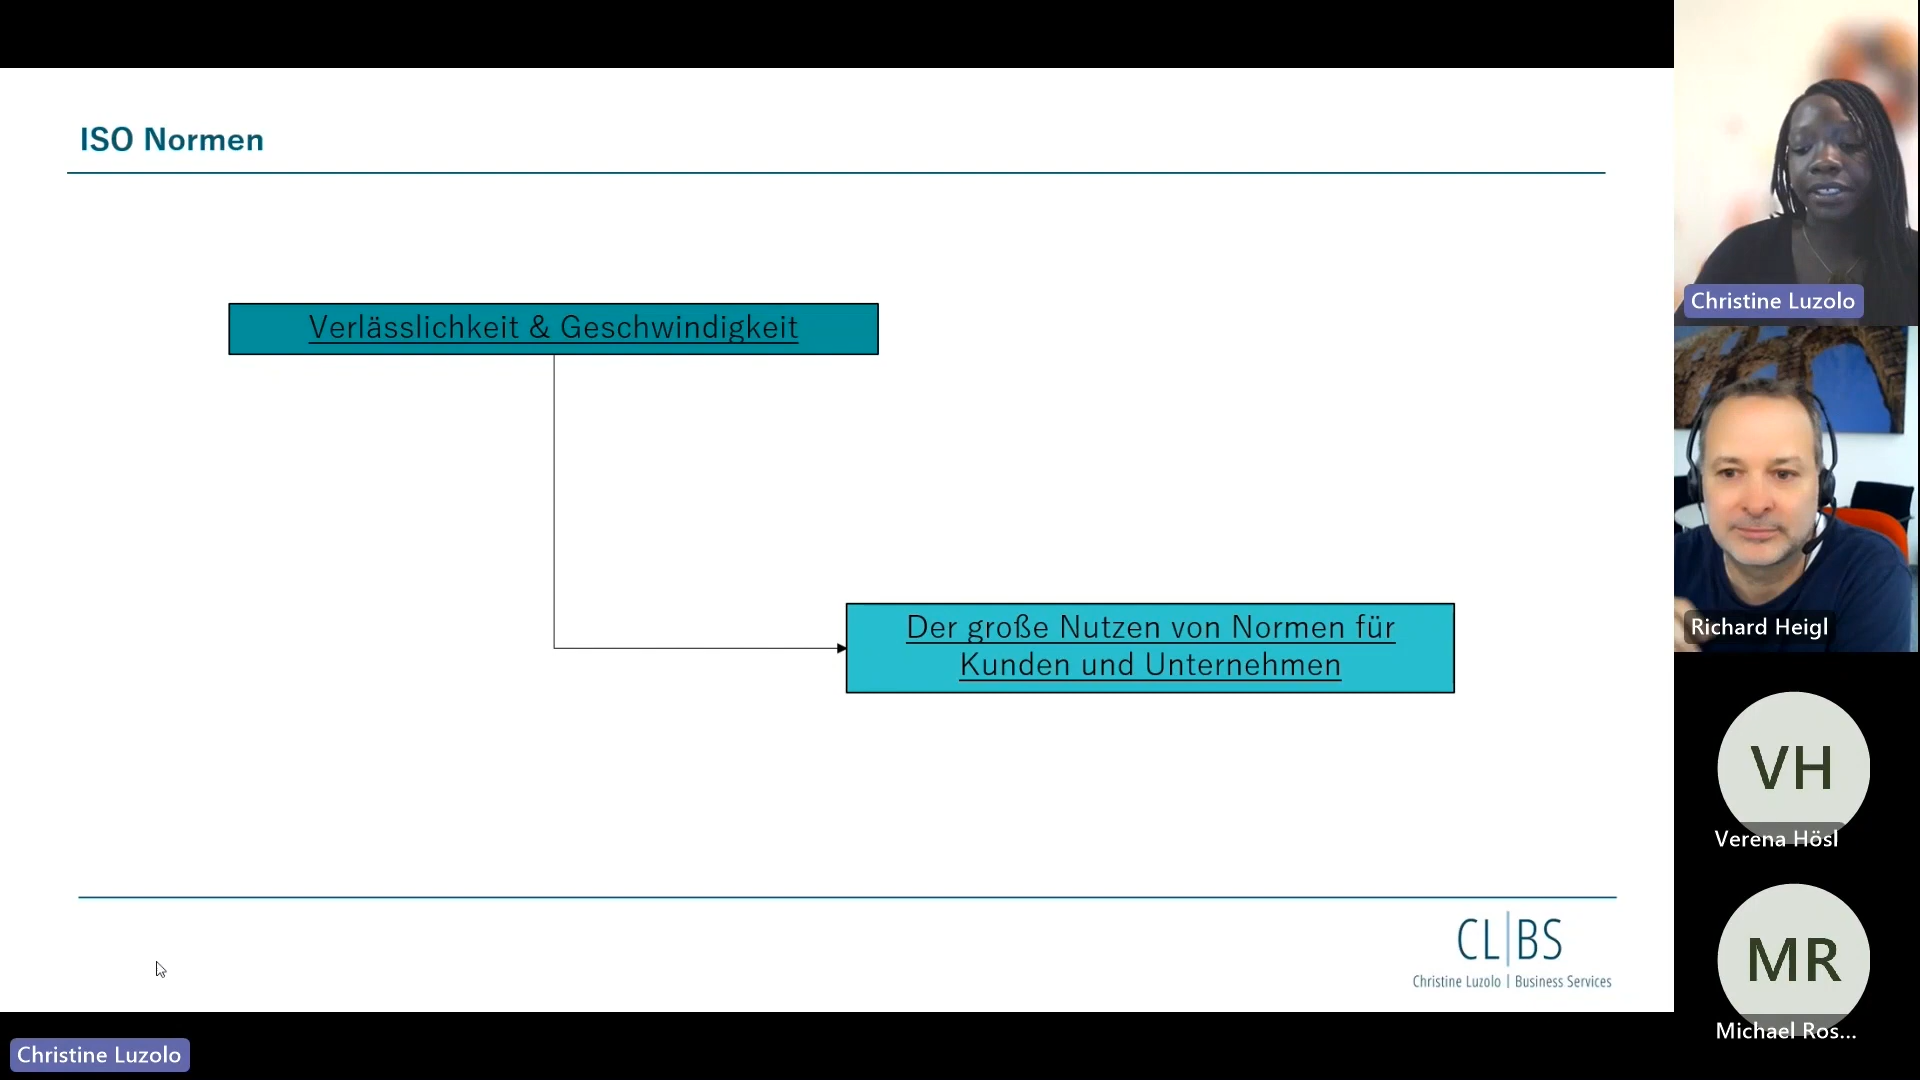 ISO Normen
Verlässlichkeit & Geschwindigkeit
Der große Nutzen von Normen für
Kunden und Unternehmen
CL|BS
Christine Luzolo | Business Services
Christine Luzolo
Christine Luzolo
Richard Heigl
VH
Verena Hösl
MR
Michael Ros...